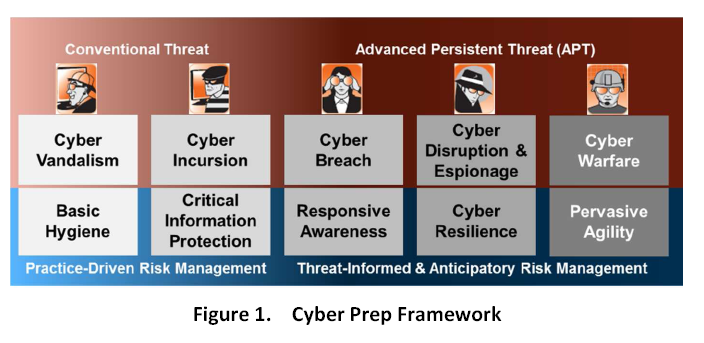 Conventional Threat
Advanced Persistent Threat (APT)
Cyber
Vandalism
Cyber
Incursion
Cyber
Breach
Cyber
Disruption &
Espionage
Cyber
Warfare
Basic
Hygiene
Critical
Information
Protection
Responsive
Awareness
Cyber
Resilience
Pervasive
Agility
Practice-Driven Risk Management
Threat-Informed & Anticipatory Risk Management
Figure 1. Cyber Prep Framework